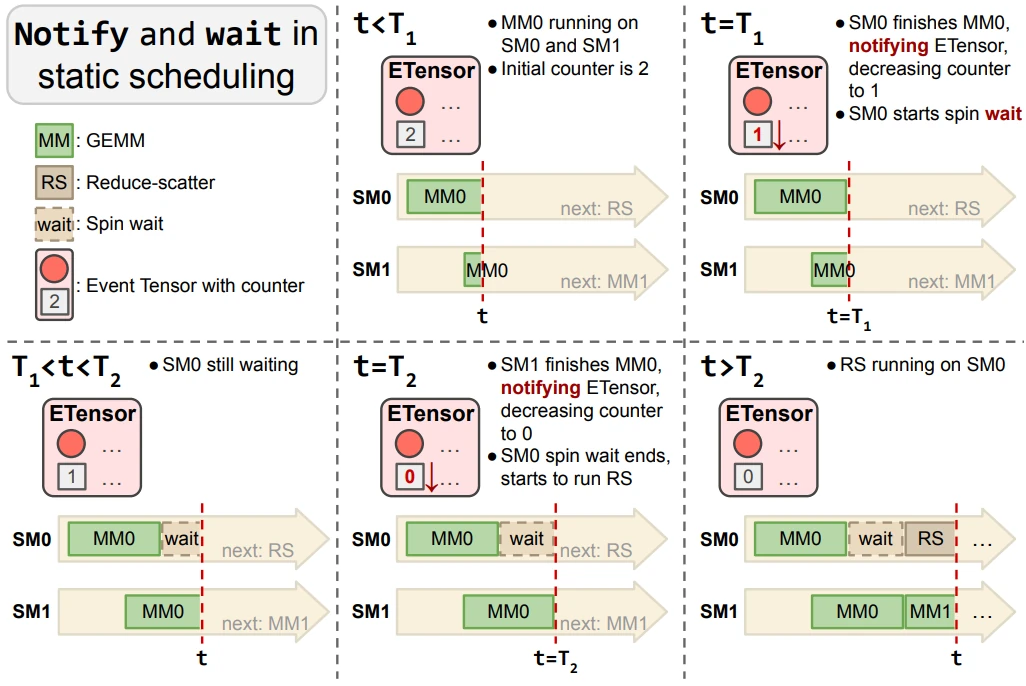 Notify and wait in
static scheduling
MM : GEMM
RS : Reduce-scatter
wait : Spin wait
2 : Event Tensor with counter
t<T1
● MM0 running on
SM0 and SM1
● Initial counter is 2
ETensor
...
2 ...
SM0 MM0 next: RS
SM1 MM0 next: MM1
t
t=T1
● SM0 finishes MM0,
notifying ETensor,
decreasing counter
to 1
● SM0 starts spin wait
ETensor
...
1 ↓ ...
SM0 MM0 next: RS
SM1 MM0 next: MM1
t=T1
T1<t<T2
● SM0 still waiting
ETensor
...
1 ...
SM0 MM0 wait next: RS
SM1 MM0 next: MM1
t
t=T2
● SM1 finishes MM0,
notifying ETensor,
decreasing counter
to 0
● SM0 spin wait ends,
starts to run RS
ETensor
...
0 ↓ ...
SM0 MM0 wait next: RS
SM1 MM0 next: MM1
t=T2
t>T2
● RS running on SM0
ETensor
...
0 ...
SM0 MM0 wait RS ...
SM1 MM0 MM1 ...
t